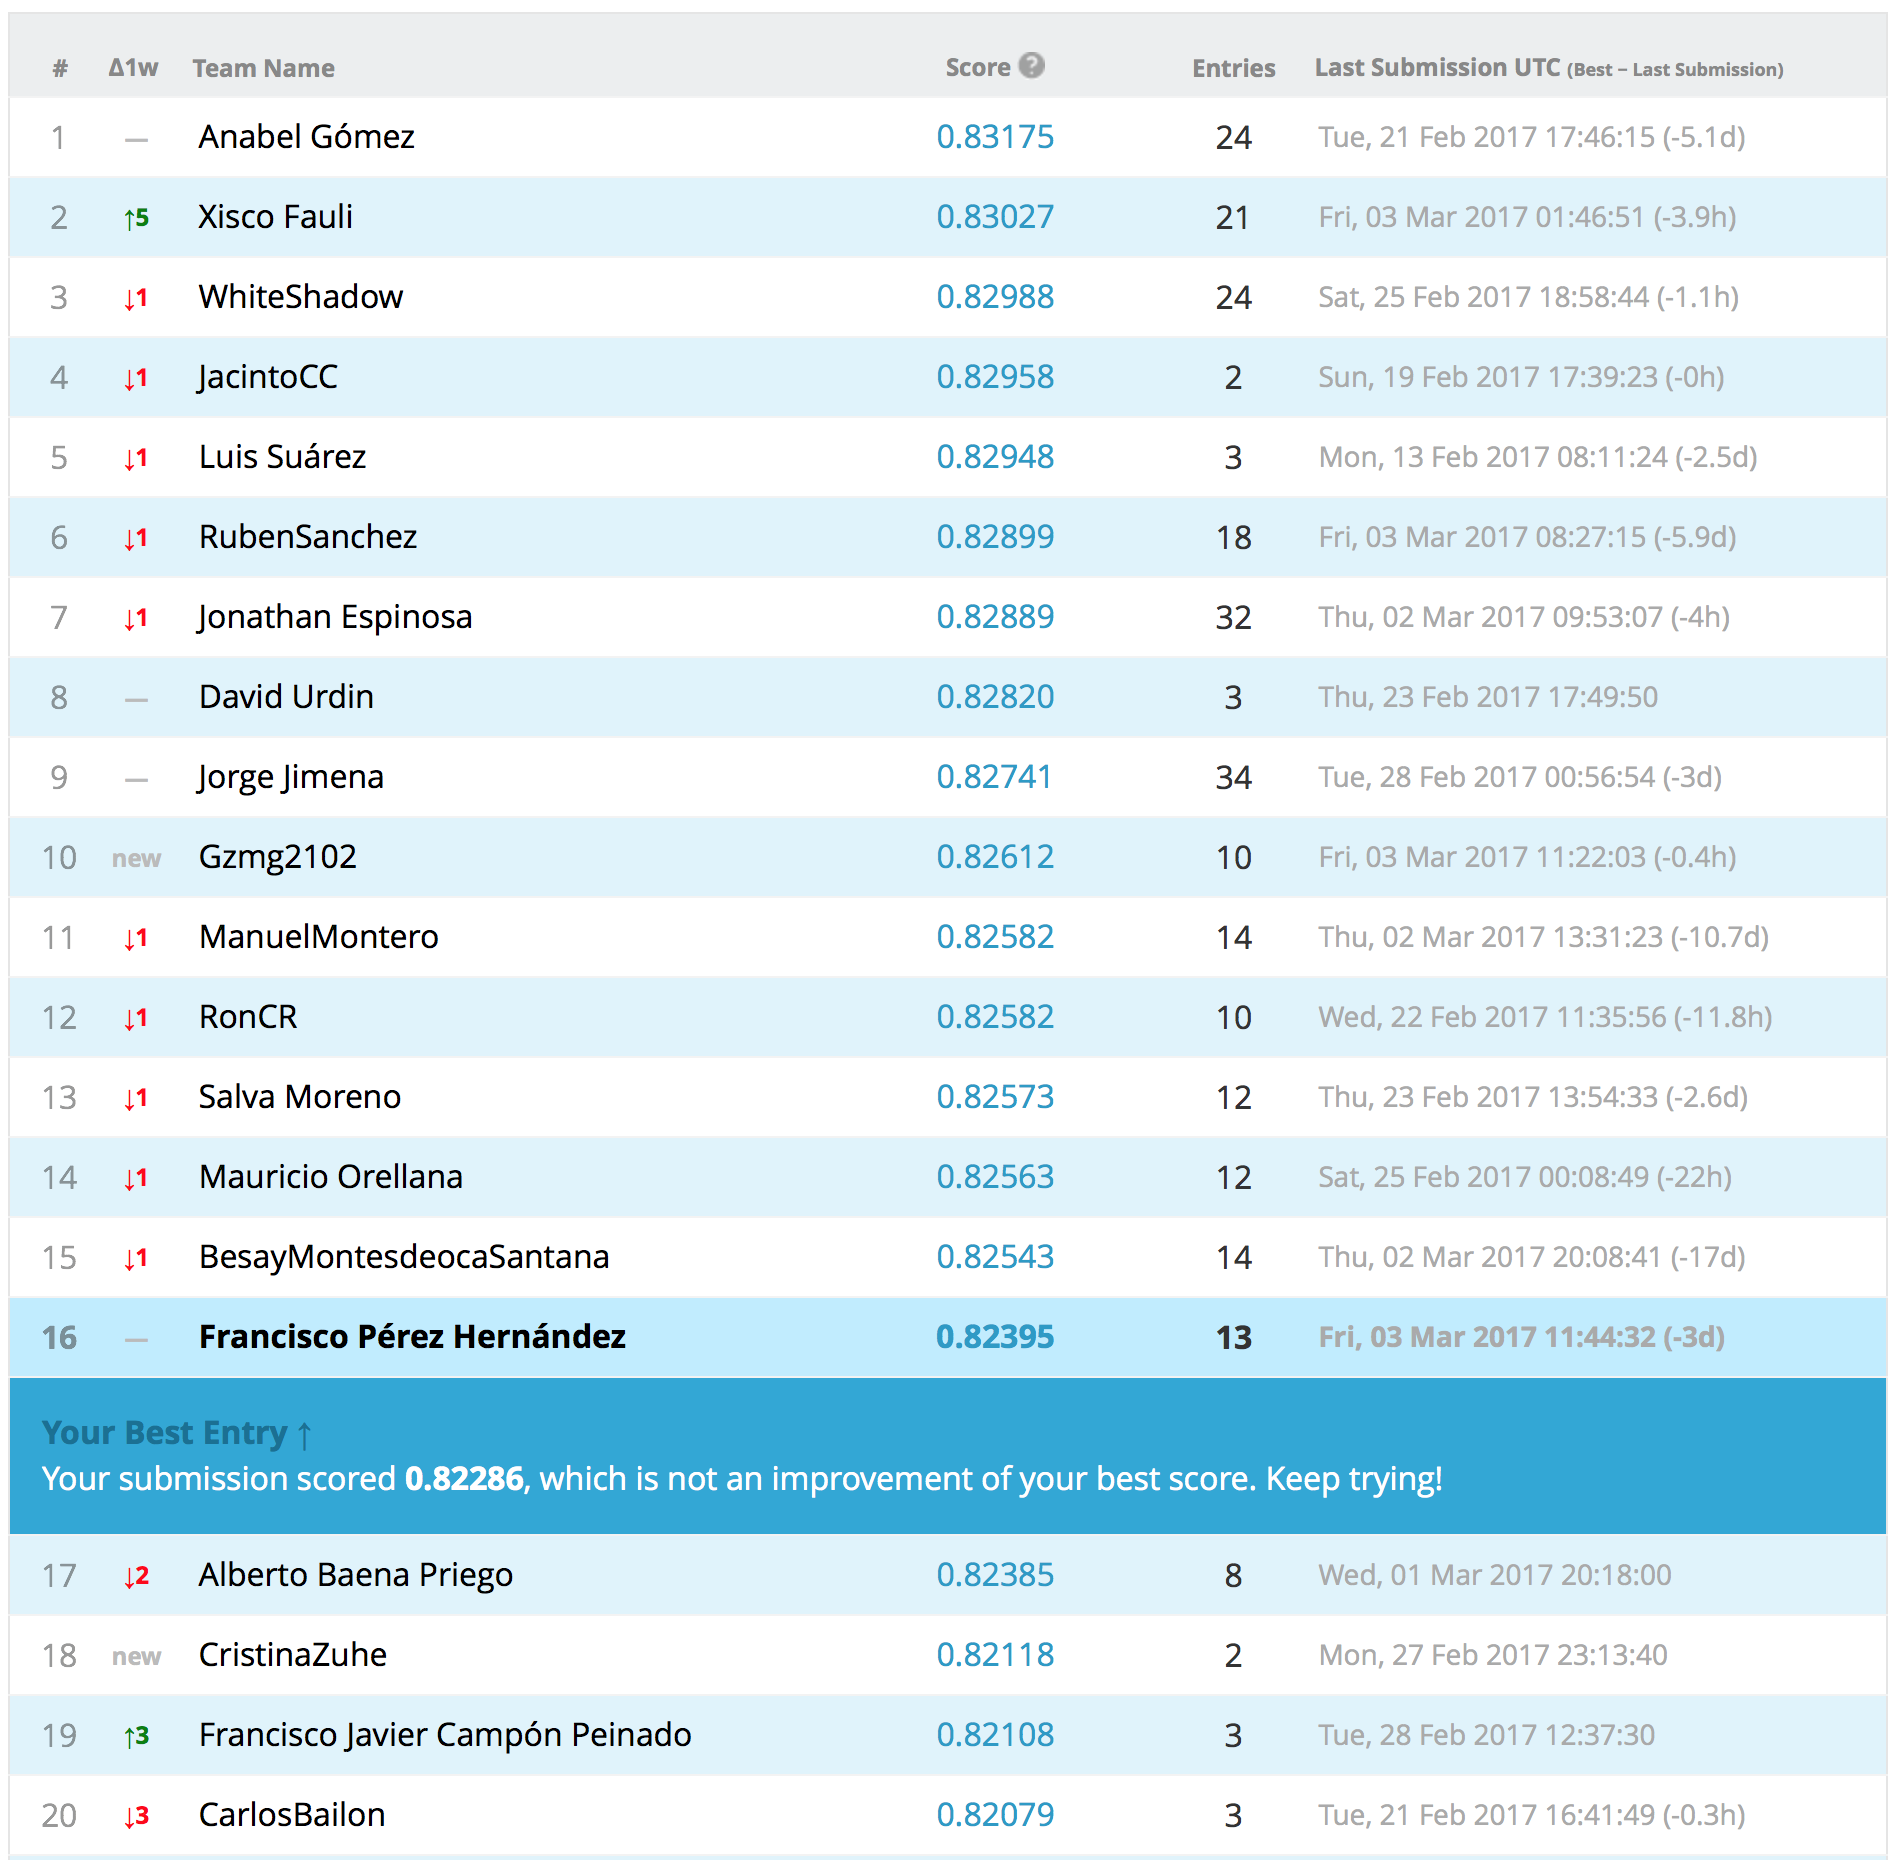 # Δ1w Team Name Score ? Entries Last Submission UTC (Best − Last Submission)
1 — Anabel Gómez 0.83175 24 Tue, 21 Feb 2017 17:46:15 (-5.1d)
2 ↑5 Xisco Fauli 0.83027 21 Fri, 03 Mar 2017 01:46:51 (-3.9h)
3 ↓1 WhiteShadow 0.82988 24 Sat, 25 Feb 2017 18:58:44 (-1.1h)
4 ↓1 JacintoCC 0.82958 2 Sun, 19 Feb 2017 17:39:23 (-0h)
5 ↓1 Luis Suárez 0.82948 3 Mon, 13 Feb 2017 08:11:24 (-2.5d)
6 ↓1 RubenSanchez 0.82899 18 Fri, 03 Mar 2017 08:27:15 (-5.9d)
7 ↓1 Jonathan Espinosa 0.82889 32 Thu, 02 Mar 2017 09:53:07 (-4h)
8 — David Urdin 0.82820 3 Thu, 23 Feb 2017 17:49:50
9 — Jorge Jimena 0.82741 34 Tue, 28 Feb 2017 00:56:54 (-3d)
10 new Gzmg2102 0.82612 10 Fri, 03 Mar 2017 11:22:03 (-0.4h)
11 ↓1 ManuelMontero 0.82582 14 Thu, 02 Mar 2017 13:31:23 (-10.7d)
12 ↓1 RonCR 0.82582 10 Wed, 22 Feb 2017 11:35:56 (-11.8h)
13 ↓1 Salva Moreno 0.82573 12 Thu, 23 Feb 2017 13:54:33 (-2.6d)
14 ↓1 Mauricio Orellana 0.82563 12 Sat, 25 Feb 2017 00:08:49 (-22h)
15 ↓1 BesayMontesdeocaSantana 0.82543 14 Thu, 02 Mar 2017 20:08:41 (-17d)
16 — Francisco Pérez Hernández 0.82395 13 Fri, 03 Mar 2017 11:44:32 (-3d)
Your Best Entry ↑
Your submission scored 0.82286, which is not an improvement of your best score. Keep trying!
17 ↓2 Alberto Baena Priego 0.82385 8 Wed, 01 Mar 2017 20:18:00
18 new CristinaZuhe 0.82118 2 Mon, 27 Feb 2017 23:13:40
19 ↑3 Francisco Javier Campón Peinado 0.82108 3 Tue, 28 Feb 2017 12:37:30
20 ↓3 CarlosBailon 0.82079 3 Tue, 21 Feb 2017 16:41:49 (-0.3h)